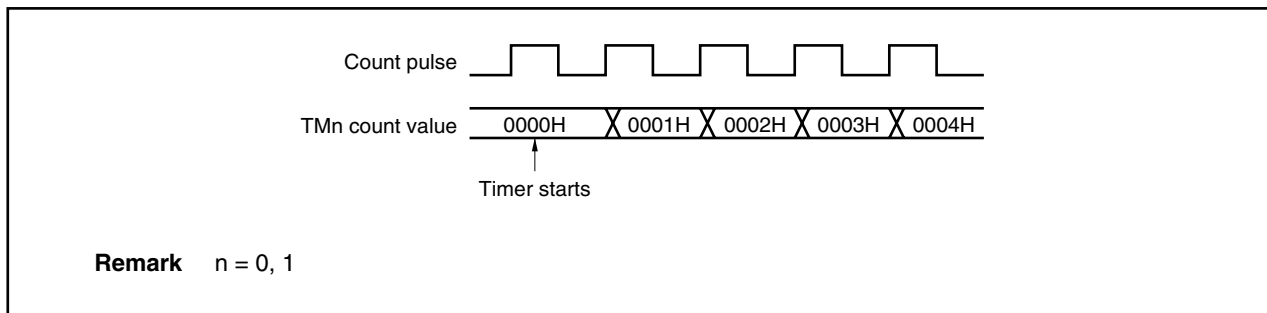 Count pulse
TMn count value 0000H 0001H 0002H 0003H 0004H
Timer starts
Remark n = 0, 1